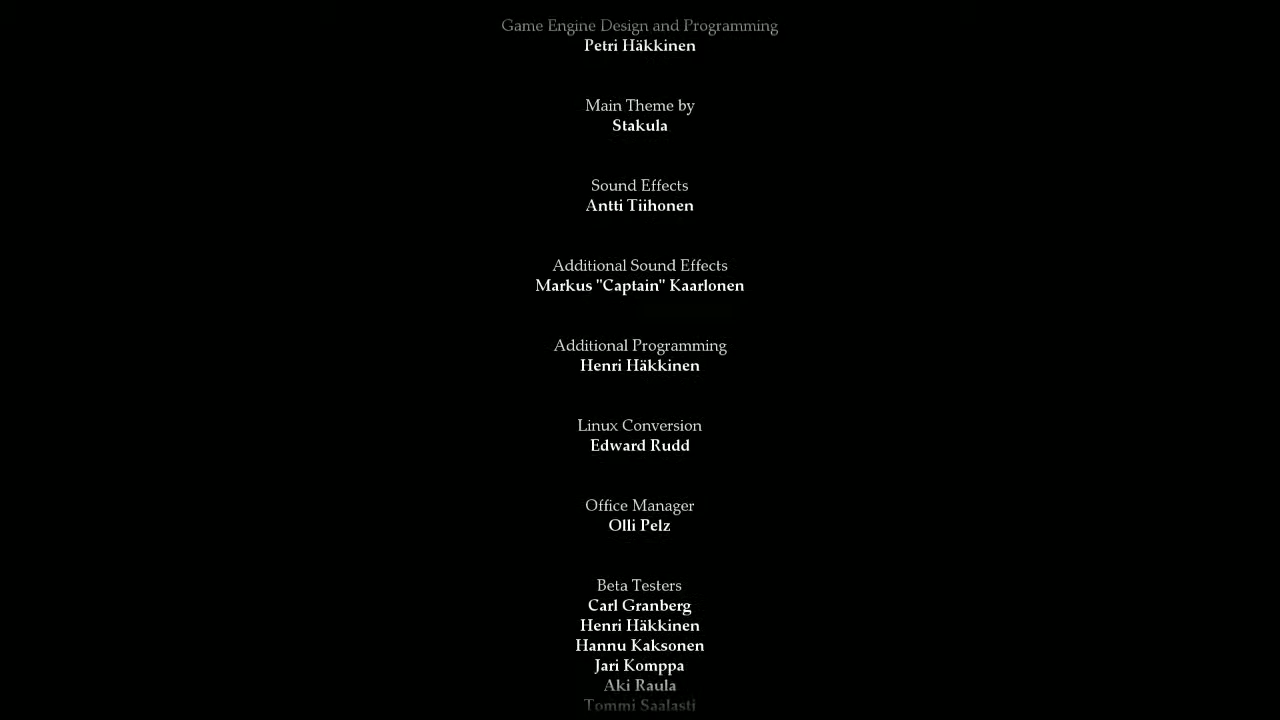 Game Engine Design and Programming
Petri Häkkinen
Main Theme by
Stakula
Sound Effects
Antti Tiihonen
Additional Sound Effects
Markus "Captain" Kaarlonen
Additional Programming
Henri Häkkinen
Linux Conversion
Edward Rudd
Office Manager
Olli Pelz
Beta Testers
Carl Granberg
Henri Häkkinen
Hannu Kaksonen
Jari Komppa
Aki Raula
Tommi Saalasti